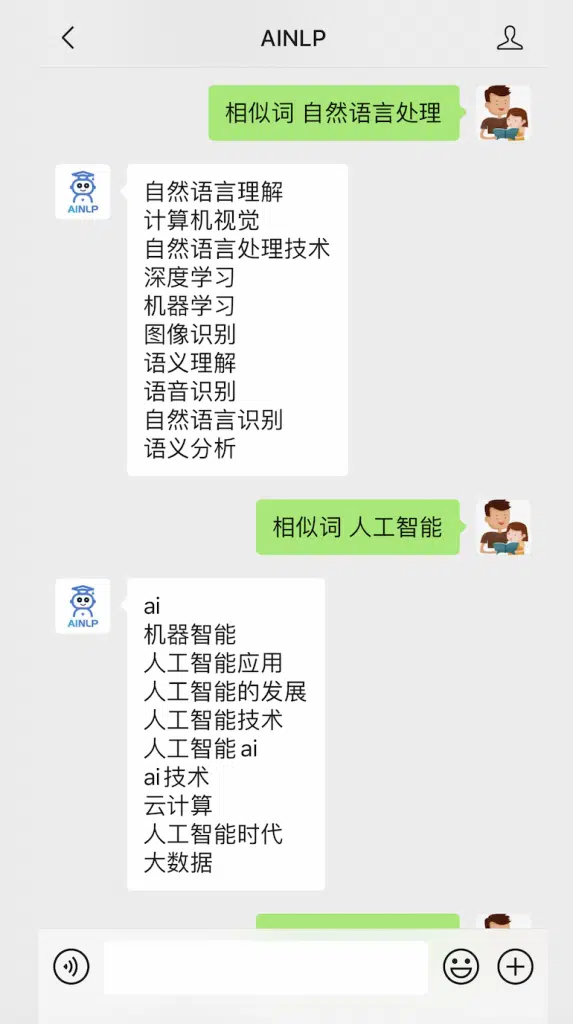 AINLP
相似词 自然语言处理
AINLP
自然语言理解
计算机视觉
自然语言处理技术
深度学习
机器学习
图像识别
语义理解
语音识别
自然语言识别
语义分析
相似词 人工智能
AINLP
ai
机器智能
人工智能应用
人工智能的发展
人工智能技术
人工智能 ai
ai技术
云计算
人工智能时代
大数据